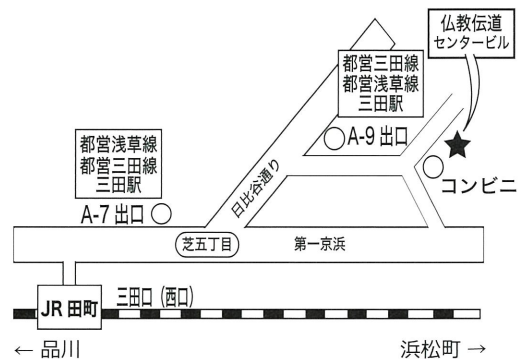 仏教伝道
センタービル
都営三田線
都営浅草線
三田駅
A-9 出口
コンビニ
日比谷通り
都営浅草線
都営三田線
三田駅
A-7 出口
芝五丁目
第一京浜
JR 田町
三田口（西口）
← 品川
浜松町 →